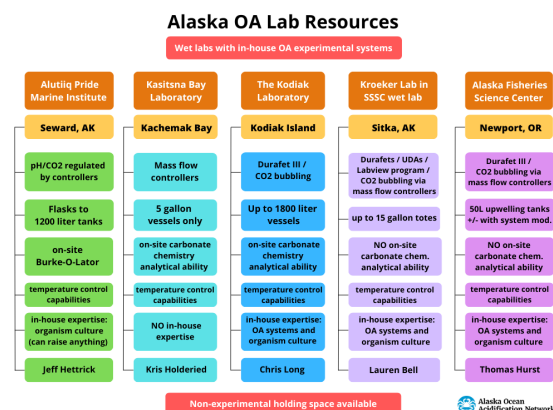 Alaska OA Lab Resources
Wet labs with in-house OA experimental systems
Alutiiq Pride
Marine Institute
Seward, AK
pH/CO2 regulated
by controllers
Flasks to
1200 liter tanks
on-site
Burke-O-Lator
temperature control
capabilities
in-house expertise:
organism culture
(can raise anything)
Jeff Hettrick
Kasitsna Bay
Laboratory
Kachemak Bay
Mass flow
controllers
5 gallon
vessels only
on-site carbonate
chemistry
analytical ability
temperature control
capabilities
NO in-house
expertise
Kris Holderied
The Kodiak
Laboratory
Kodiak Island
Durafet III /
CO2 bubbling
Up to 1800 liter
vessels
on-site carbonate
chemistry
analytical ability
temperature control
capabilities
in-house expertise:
OA systems and
organism culture
Chris Long
Kroeker Lab in
SSSC wet lab
Sitka, AK
Durafets / UDAs /
Labview program /
CO2 bubbling via
mass flow controllers
up to 15 gallon totes
NO on-site
carbonate chem.
analytical ability
temperature control
capabilities
in-house expertise:
OA systems and
organism culture
Lauren Bell
Alaska Fisheries
Science Center
Newport, OR
Durafet III /
CO2 bubbling via
mass flow controllers
50L upwelling tanks
+/- with system mod.
NO on-site
carbonate chem.
analytical ability
temperature control
capabilities
in-house expertise:
OA systems and
organism culture
Thomas Hurst
Non-experimental holding space available
Alaska Ocean
Acidification Network